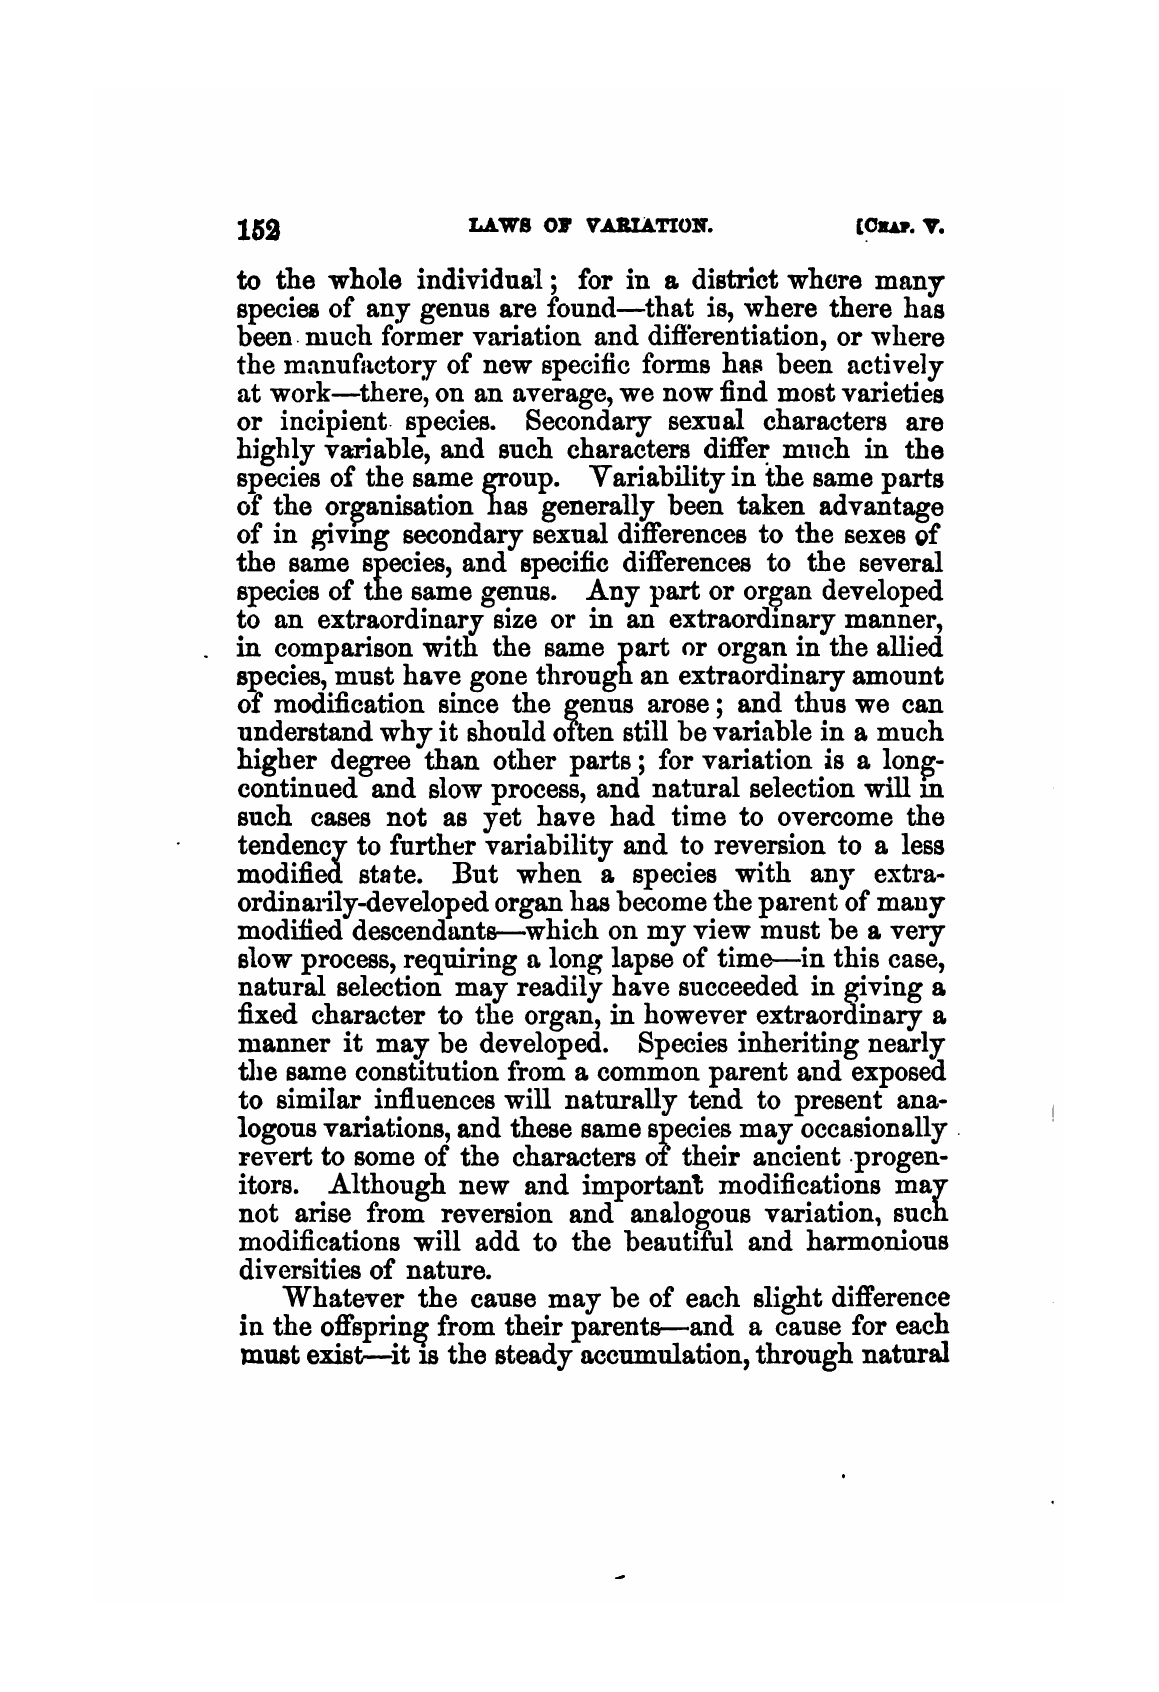 152 LAWS OF VARIATION. [CHAP. V.
to the whole individual; for in a district where many
species of any genus are found—that is, where there has
been much former variation and differentiation, or where
the manufactory of new specific forms has been actively
at work—there, on an average, we now find most varieties
or incipient species. Secondary sexual characters are
highly variable, and such characters differ much in the
species of the same group. Variability in the same parts
of the organisation has generally been taken advantage
of in giving secondary sexual differences to the sexes of
the same species, and specific differences to the several
species of the same genus. Any part or organ developed
to an extraordinary size or in an extraordinary manner,
in comparison with the same part or organ in the allied
species, must have gone through an extraordinary amount
of modification since the genus arose; and thus we can
understand why it should often still be variable in a much
higher degree than other parts; for variation is a long-
continued and slow process, and natural selection will in
such cases not as yet have had time to overcome the
tendency to further variability and to reversion to a less
modified state. But when a species with any extra-
ordinarily-developed organ has become the parent of many
modified descendants—which on my view must be a very
slow process, requiring a long lapse of time—in this case,
natural selection may readily have succeeded in giving a
fixed character to the organ, in however extraordinary a
manner it may be developed. Species inheriting nearly
the same constitution from a common parent and exposed
to similar influences will naturally tend to present ana-
logous variations, and these same species may occasionally
revert to some of the characters of their ancient progen-
itors. Although new and important modifications may
not arise from reversion and analogous variation, such
modifications will add to the beautiful and harmonious
diversities of nature.
Whatever the cause may be of each slight difference
in the offspring from their parents—and a cause for each
must exist—it is the steady accumulation, through natural